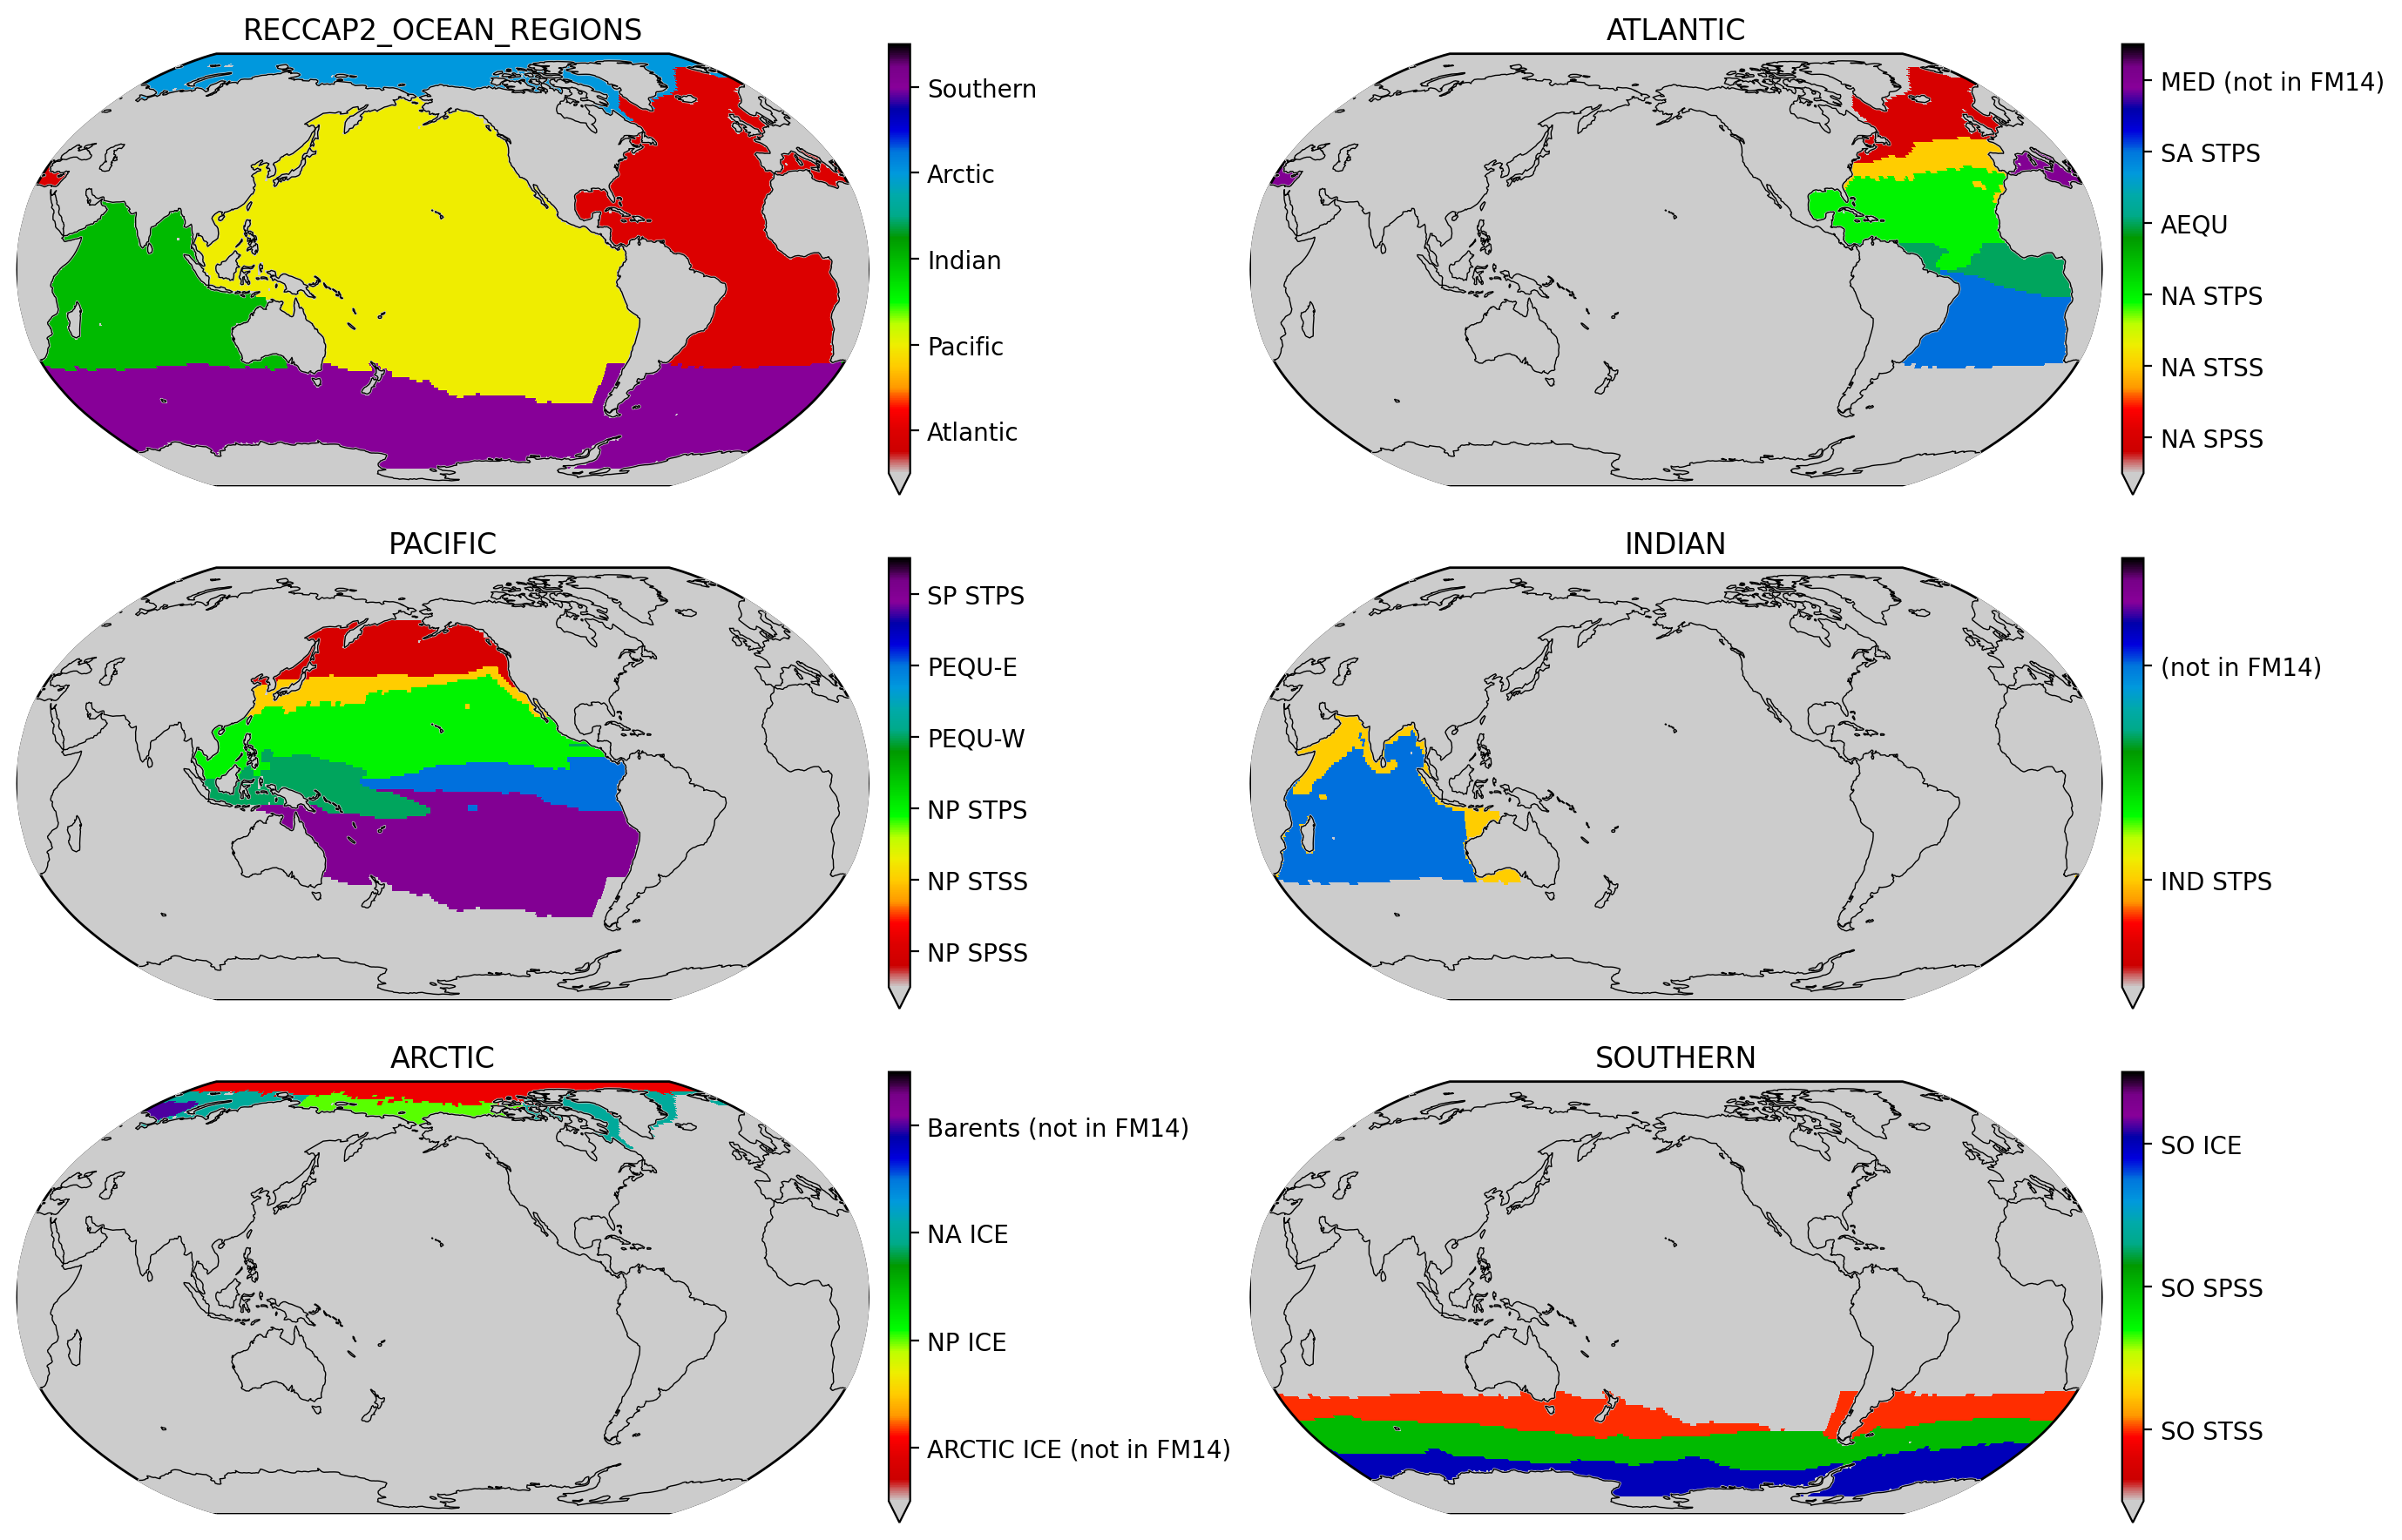 RECCAP2_OCEAN_REGIONS
Southern
Arctic
Indian
Pacific
Atlantic
ATLANTIC
MED (not in FM14)
SA STPS
AEQU
NA STPS
NA STSS
NA SPSS
PACIFIC
SP STPS
PEQU-E
PEQU-W
NP STPS
NP STSS
NP SPSS
INDIAN
(not in FM14)
IND STPS
ARCTIC
Barents (not in FM14)
NA ICE
NP ICE
ARCTIC ICE (not in FM14)
SOUTHERN
SO ICE
SO SPSS
SO STSS